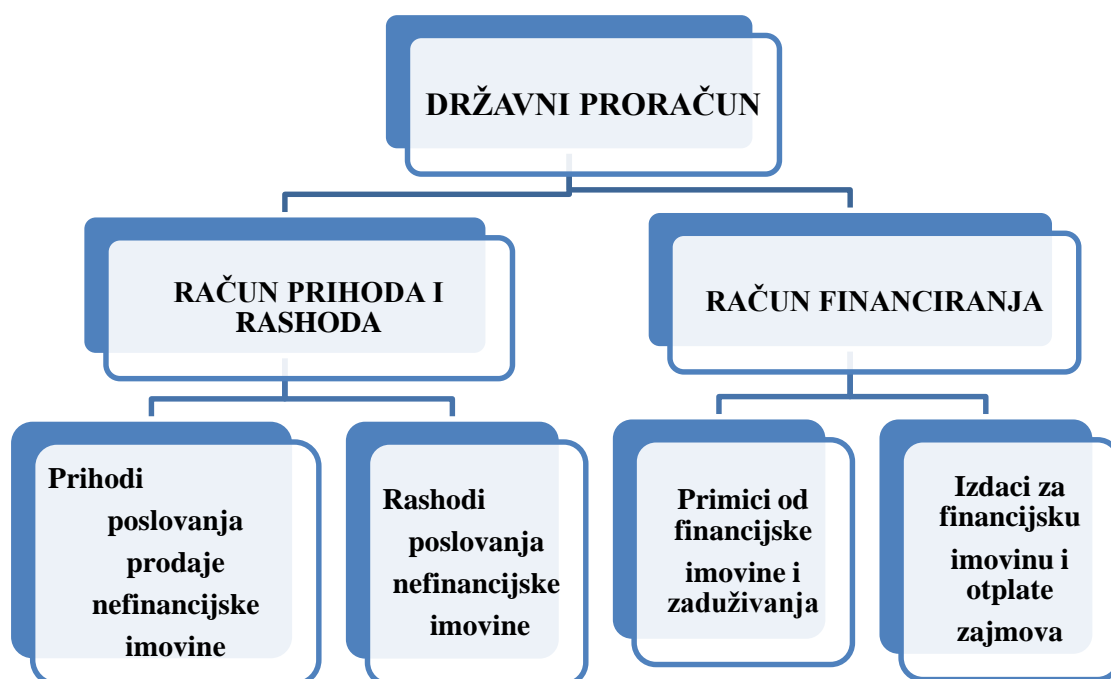 DRŽAVNI PRORAČUN
RAČUN PRIHODA I
RASHODA
RAČUN FINANCIRANJA
Prihodi
poslovanja
prodaje
nefinancijske
imovine
Rashodi
poslovanja
nefinancijske
imovine
Primici od
financijske
imovine i
zaduživanja
Izdaci za
financijsku
imovinu i
otplate
zajmova